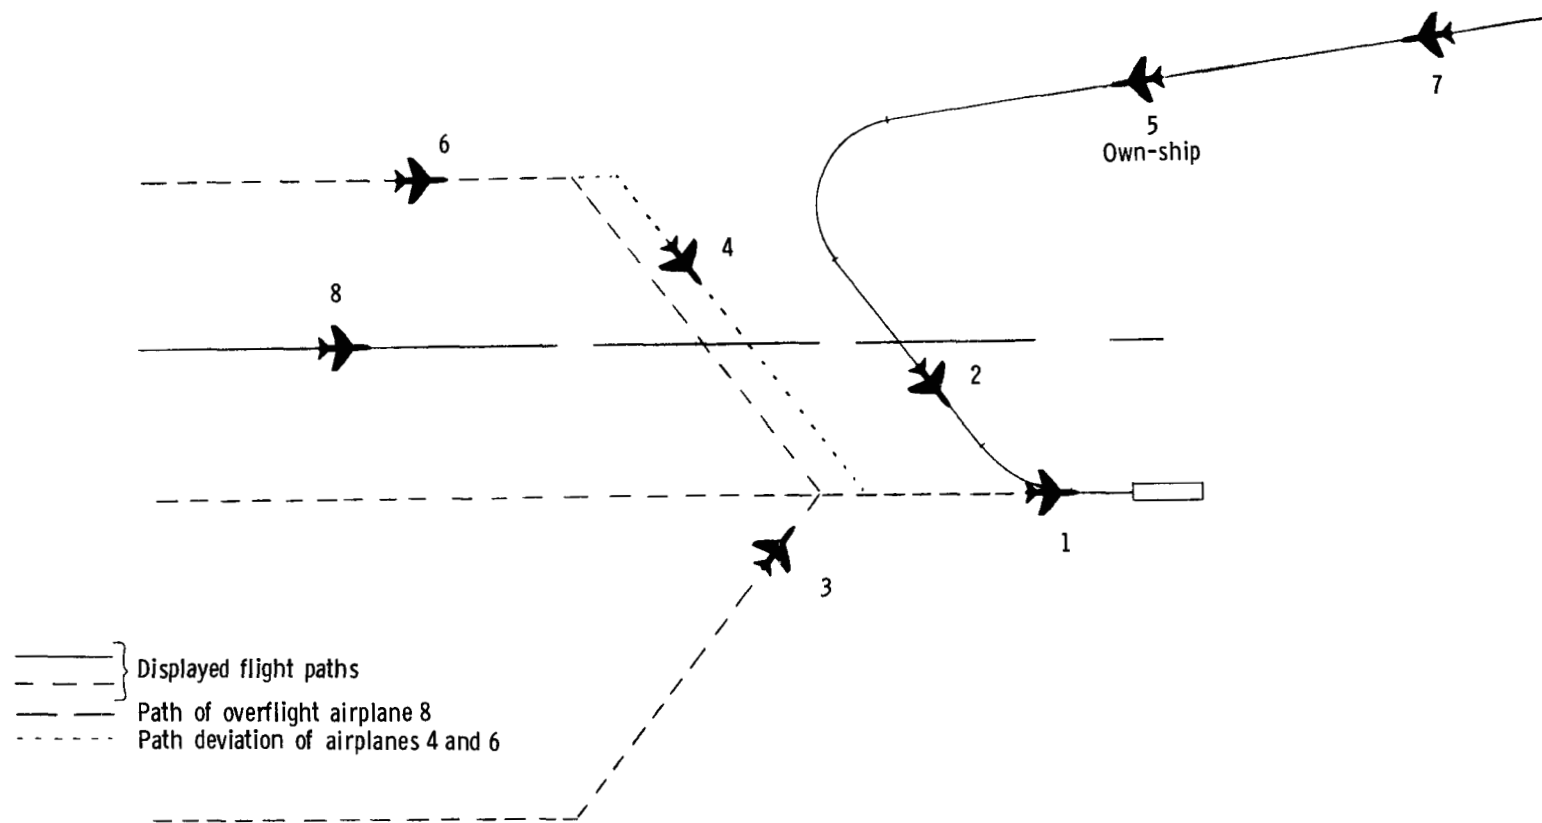 7
5
Own-ship
6
4
8
2
1
3
Displayed flight paths
Path of overflight airplane 8
Path deviation of airplanes 4 and 6